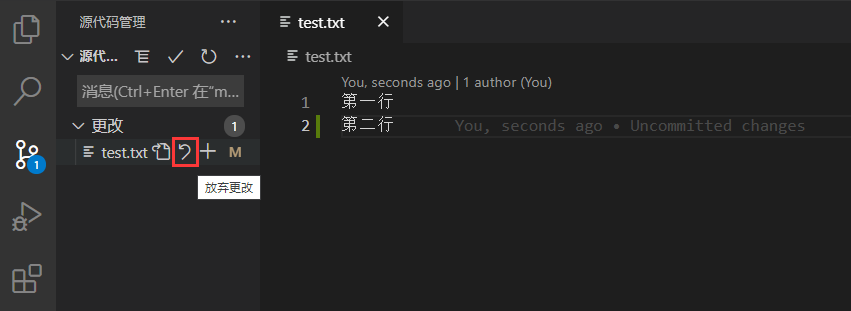 源代码管理
源代...
消息(Ctrl+Enter 在“m...
更改 1
test.txt M
放弃更改
1
test.txt
test.txt
You, seconds ago | 1 author (You)
1 第一行
2 第二行 You, seconds ago • Uncommitted changes